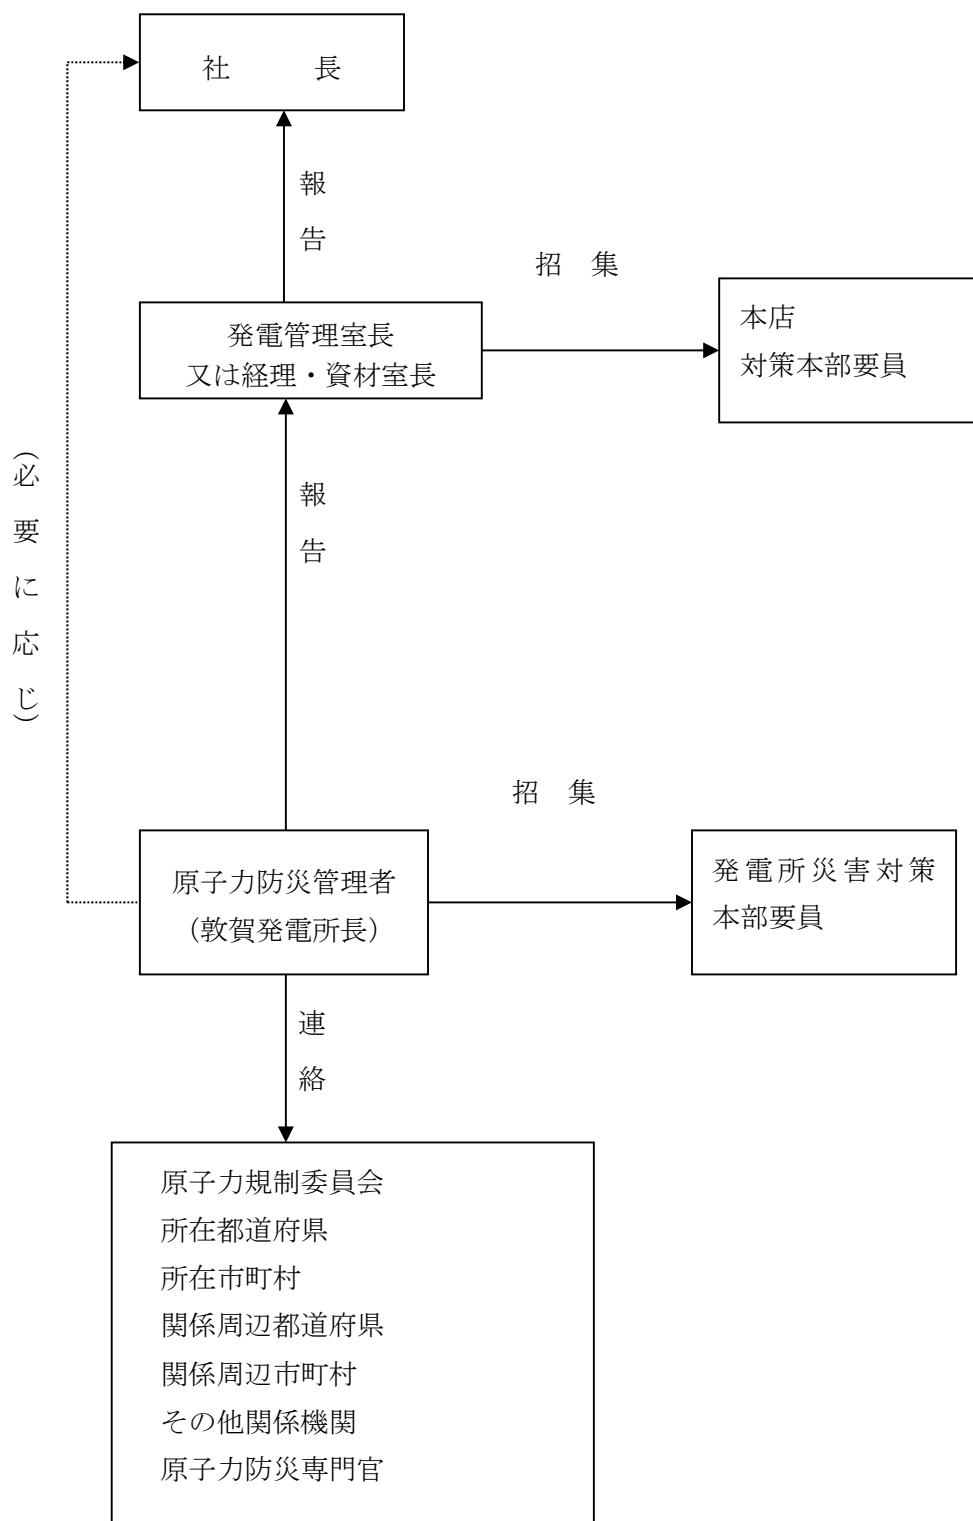 社　　　長
報告
招　集
発電管理室長
又は経理・資材室長
本店
対策本部要員
(必要に応じ)
報告
招　集
原子力防災管理者
（敦賀発電所長）
発電所災害対策
本部要員
連絡
原子力規制委員会
所在都道府県
所在市町村
関係周辺都道府県
関係周辺市町村
その他関係機関
原子力防災専門官